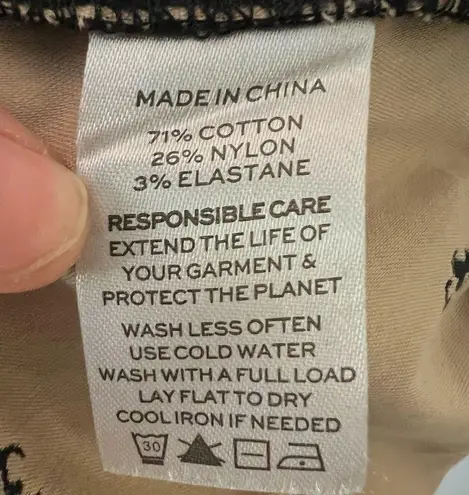 MADE IN CHINA
71% COTTON
26% NYLON
3% ELASTANE
RESPONSIBLE CARE
EXTEND THE LIFE OF
YOUR GARMENT &
PROTECT THE PLANET
WASH LESS OFTEN
USE COLD WATER
WASH WITH A FULL LOAD
LAY FLAT TO DRY
COOL IRON IF NEEDED
30